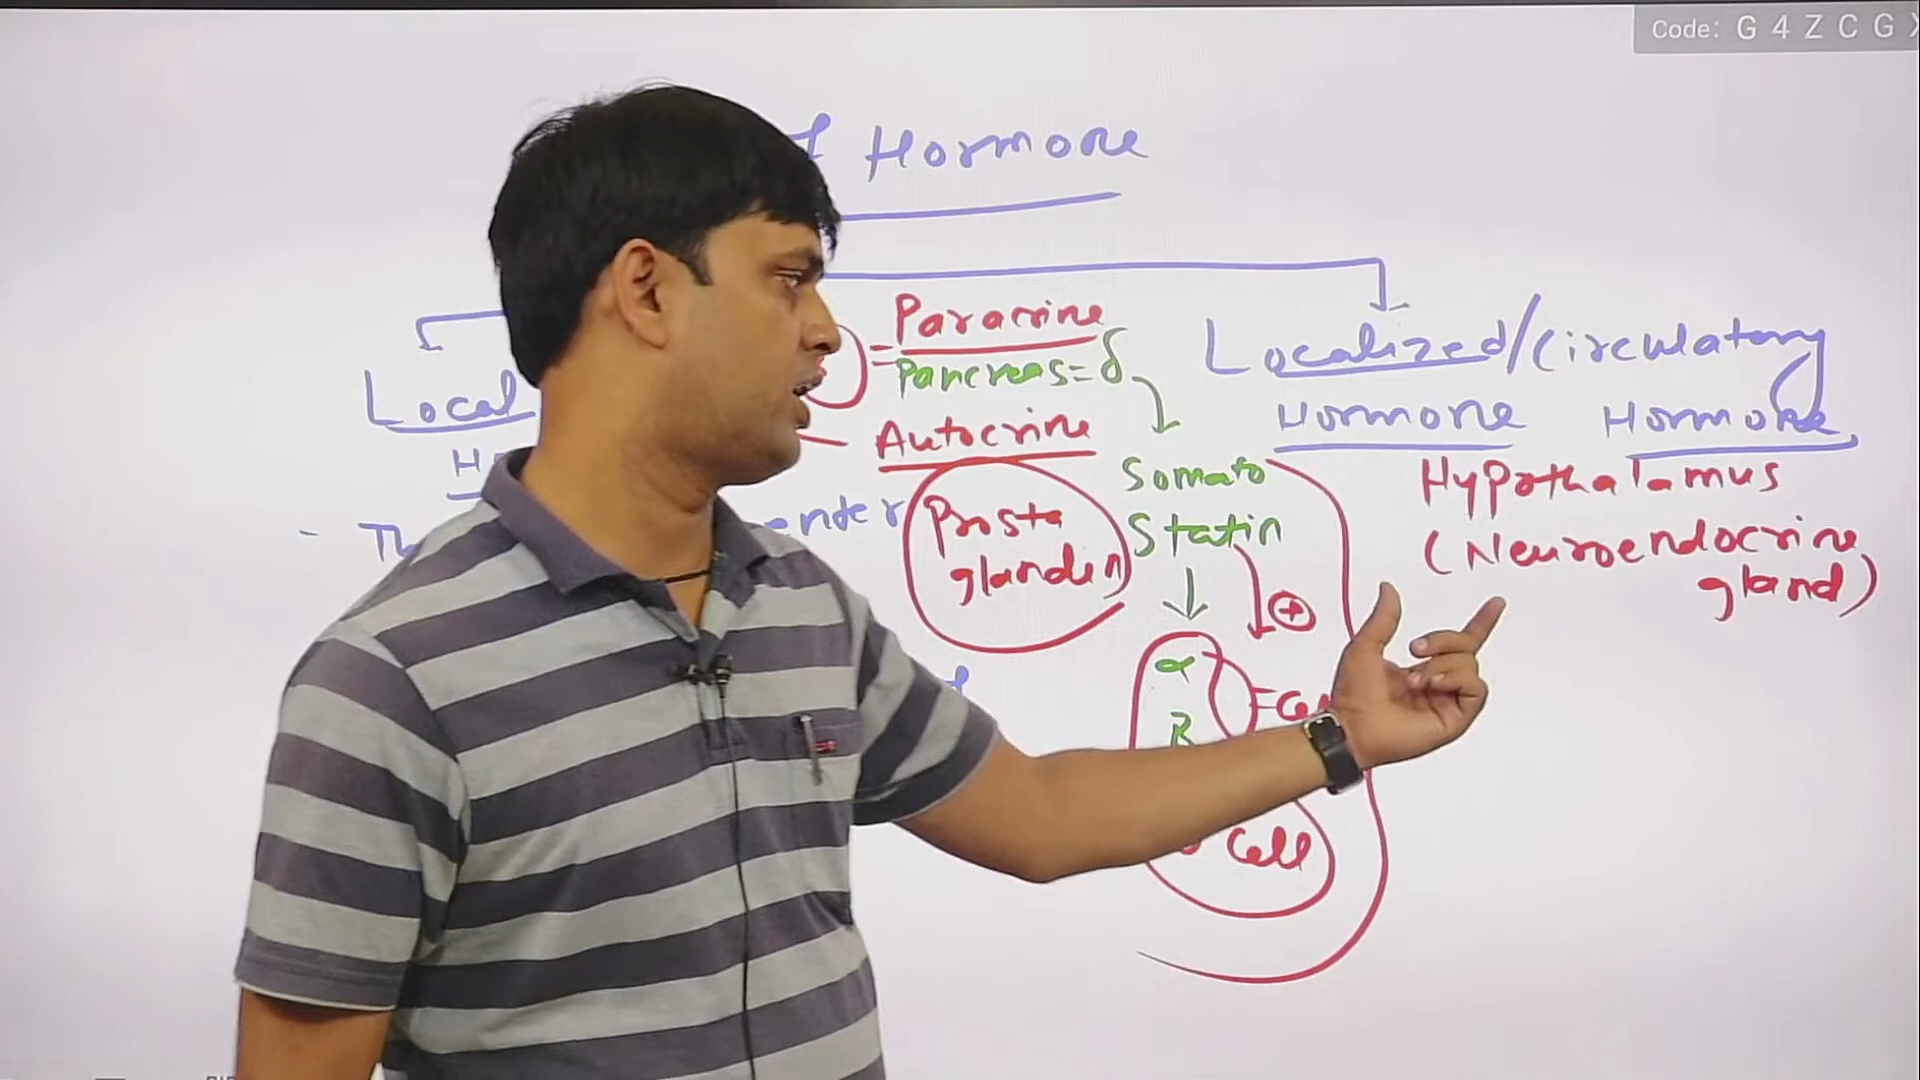 Code: G 4 Z C G
Hormone
Paracrine
Pancreas = δ
Autocrine
Prosta
glandin
Somato
Statin
+
α
β
Cell
Local
enter
Localized/Circulatory
Hormone Hormone
Hypothalamus
(Neuroendocrine
gland)